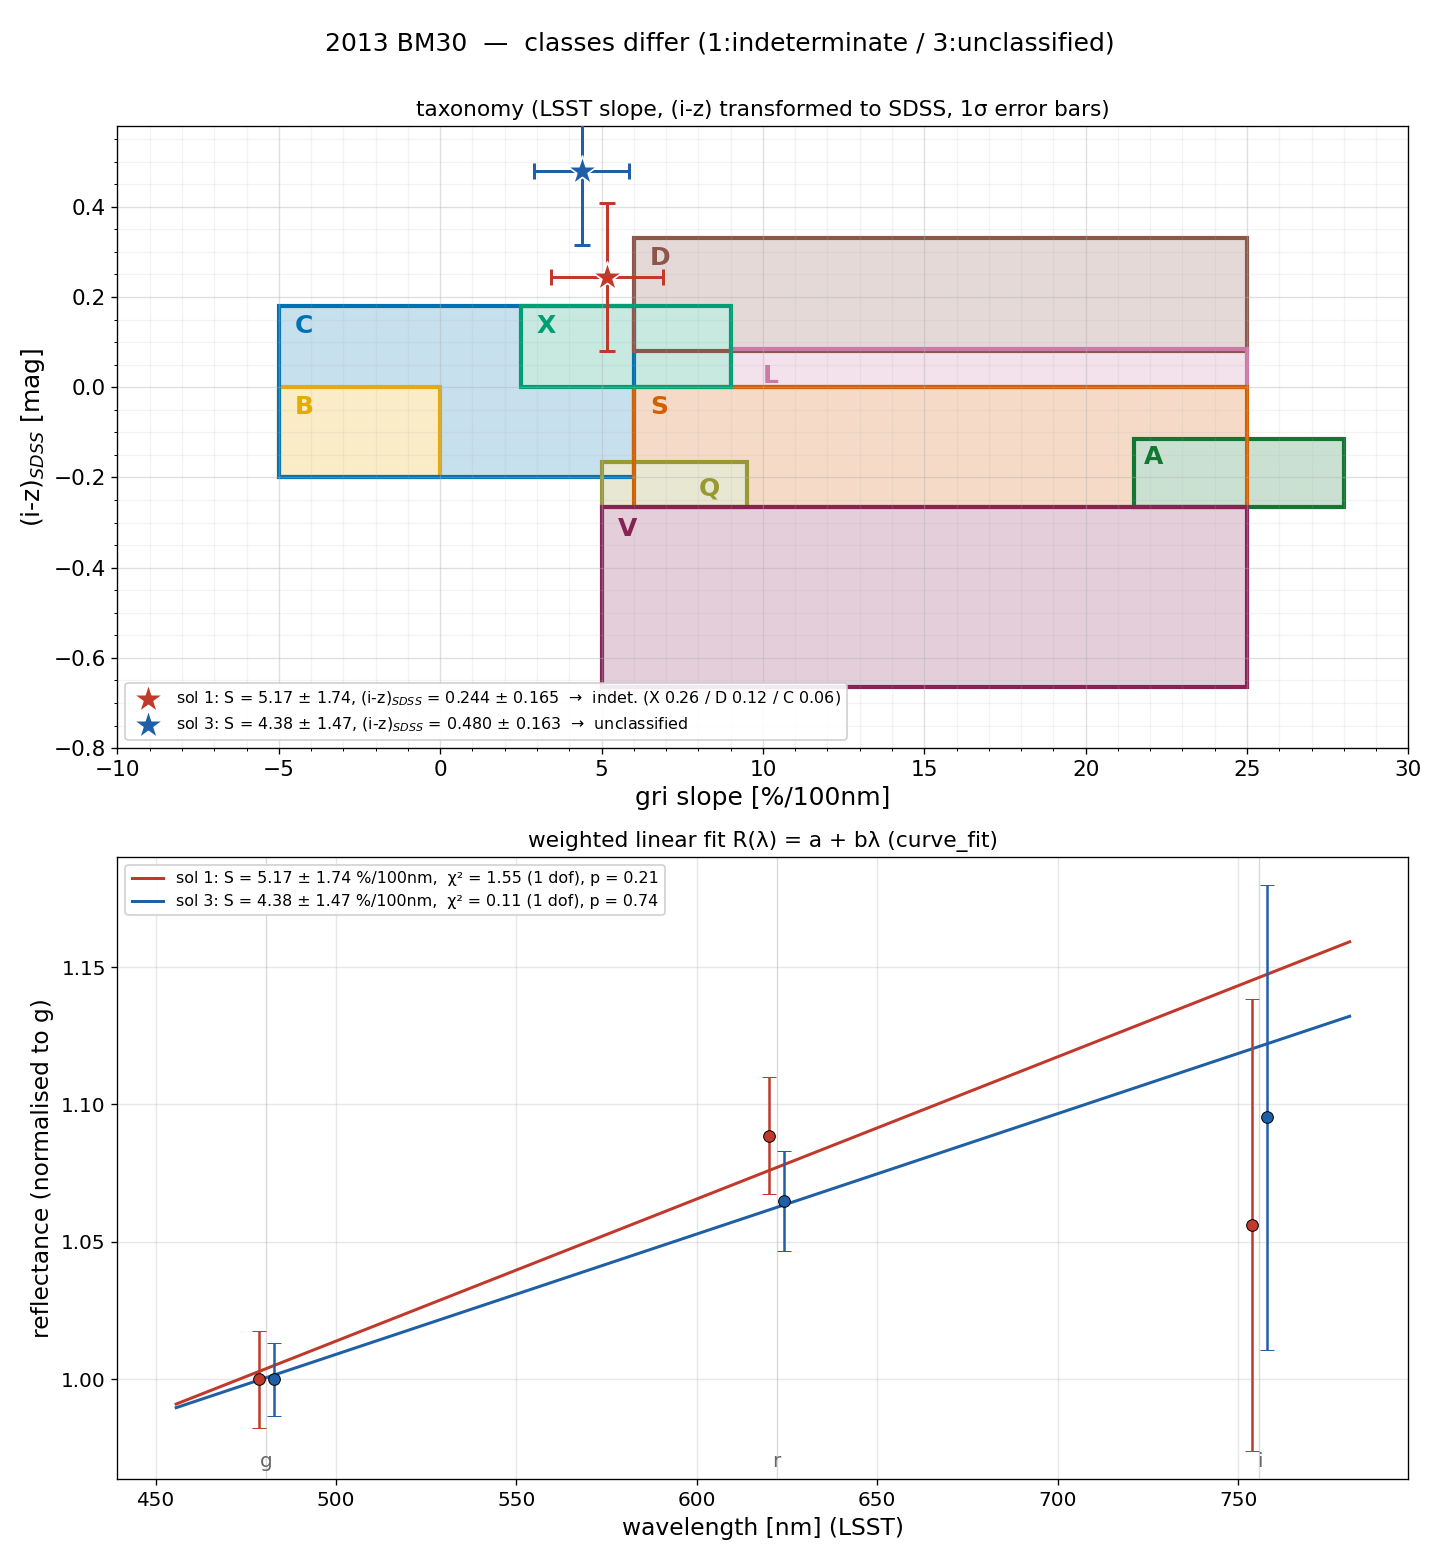 2013 BM30 — classes differ (1:indeterminate / 3:unclassified)
taxonomy (LSST slope, (i-z) transformed to SDSS, 1σ error bars)
(i-z)SDSS [mag]
0.4
0.2
0.0
−0.2
−0.4
−0.6
−0.8
C
X
D
B
L
S
A
Q
V
sol 1: S = 5.17 ± 1.74, (i-z)SDSS = 0.244 ± 0.165 → indet. (X 0.26 / D 0.12 / C 0.06)
sol 3: S = 4.38 ± 1.47, (i-z)SDSS = 0.480 ± 0.163 → unclassified
−10 −5 0 5 10 15 20 25 30
gri slope [%/100nm]
weighted linear fit R(λ) = a + bλ (curve_fit)
sol 1: S = 5.17 ± 1.74 %/100nm, χ² = 1.55 (1 dof), p = 0.21
sol 3: S = 4.38 ± 1.47 %/100nm, χ² = 0.11 (1 dof), p = 0.74
reflectance (normalised to g)
1.15
1.10
1.05
1.00
g r i
450 500 550 600 650 700 750
wavelength [nm] (LSST)